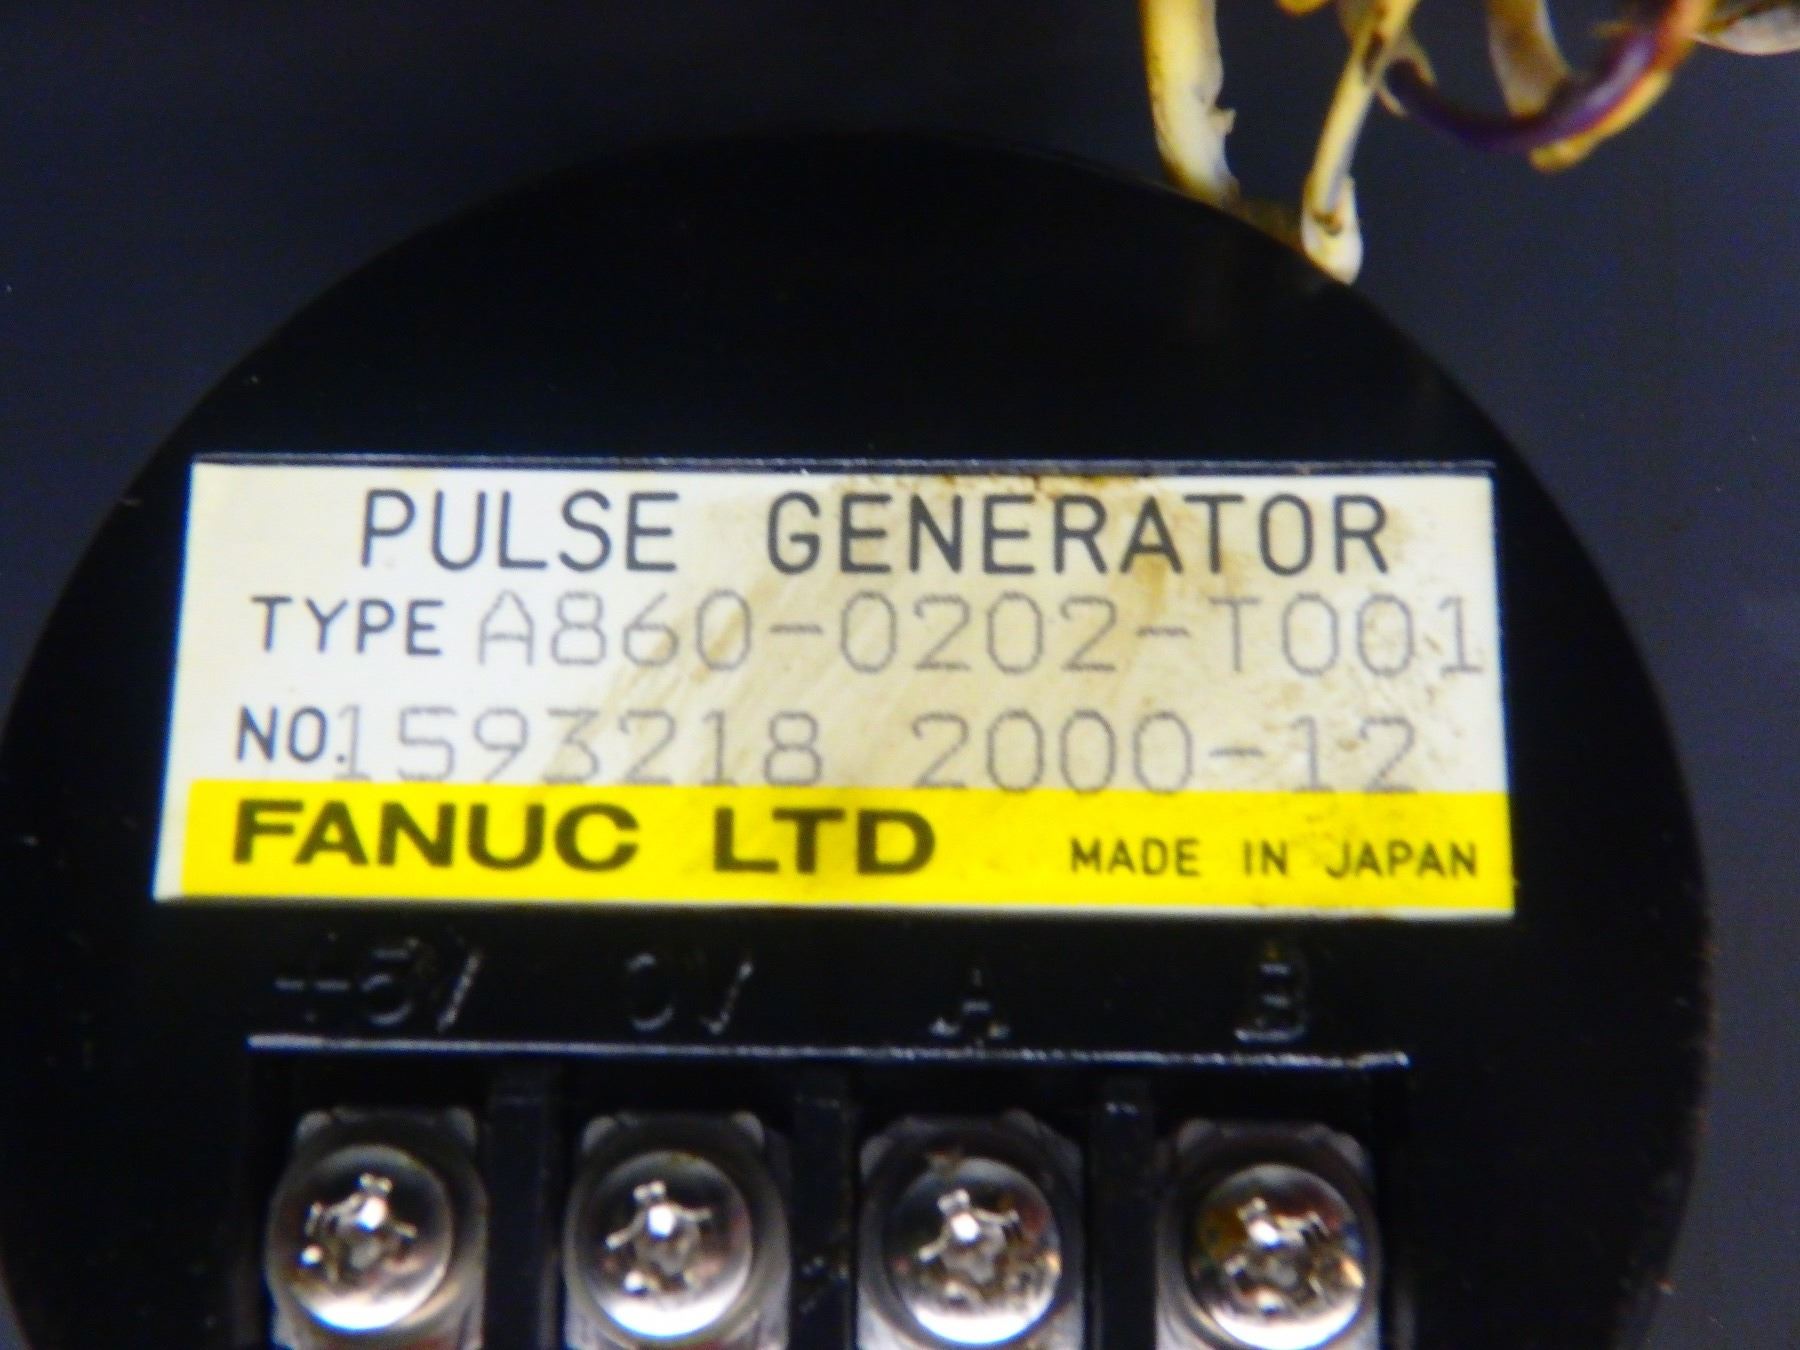 PULSE GENERATOR
TYPE A860-0202-T001
NO.1593218 2000-12
FANUC LTD MADE IN JAPAN
+5V 0V A B